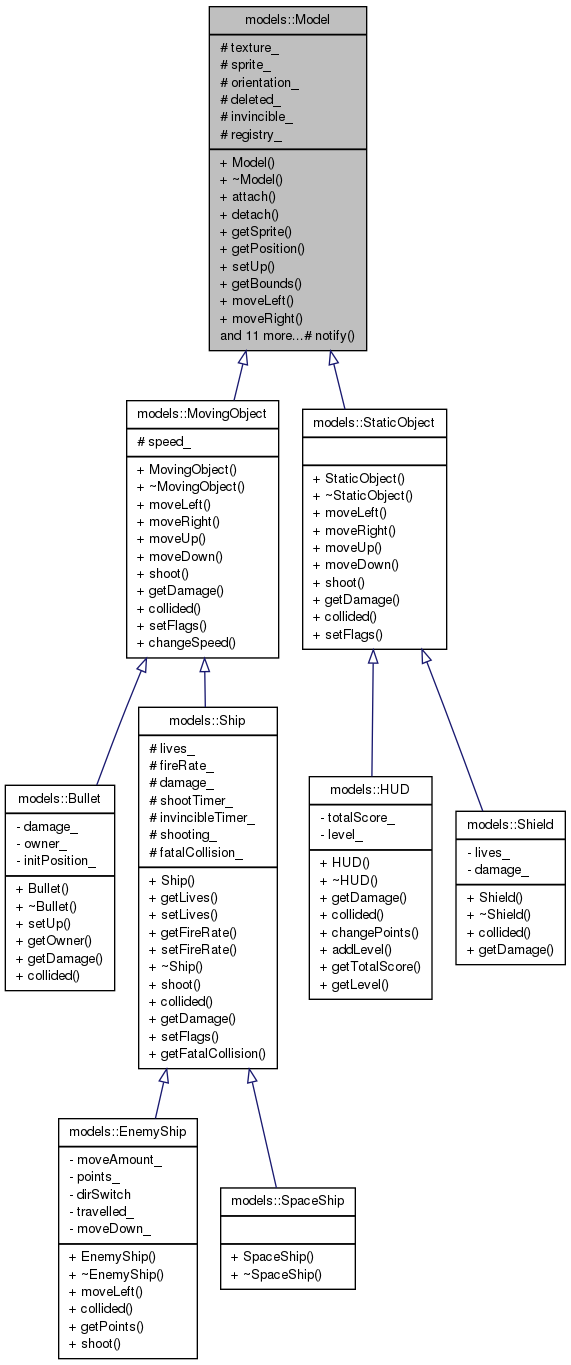 models::Model
# texture_
# sprite_
# orientation_
# deleted_
# invincible_
# registry_
+ Model()
+ ~Model()
+ attach()
+ detach()
+ getSprite()
+ getPosition()
+ setUp()
+ getBounds()
+ moveLeft()
+ moveRight()
and 11 more...# notify()
models::MovingObject
# speed_
+ MovingObject()
+ ~MovingObject()
+ moveLeft()
+ moveRight()
+ moveUp()
+ moveDown()
+ shoot()
+ getDamage()
+ collided()
+ setFlags()
+ changeSpeed()
models::StaticObject
+ StaticObject()
+ ~StaticObject()
+ moveLeft()
+ moveRight()
+ moveUp()
+ moveDown()
+ shoot()
+ getDamage()
+ collided()
+ setFlags()
models::Bullet
- damage_
- owner_
- initPosition_
+ Bullet()
+ ~Bullet()
+ setUp()
+ getOwner()
+ getDamage()
+ collided()
models::Ship
# lives_
# fireRate_
# damage_
# shootTimer_
# invincibleTimer_
# shooting_
# fatalCollision_
+ Ship()
+ getLives()
+ setLives()
+ getFireRate()
+ setFireRate()
+ ~Ship()
+ shoot()
+ collided()
+ getDamage()
+ setFlags()
+ getFatalCollision()
models::HUD
- totalScore_
- level_
+ HUD()
+ ~HUD()
+ getDamage()
+ collided()
+ changePoints()
+ addLevel()
+ getTotalScore()
+ getLevel()
models::Shield
- lives_
- damage_
+ Shield()
+ ~Shield()
+ collided()
+ getDamage()
models::EnemyShip
- moveAmount_
- points_
- dirSwitch
- travelled_
- moveDown_
+ EnemyShip()
+ ~EnemyShip()
+ moveLeft()
+ collided()
+ getPoints()
+ shoot()
models::SpaceShip
+ SpaceShip()
+ ~SpaceShip()